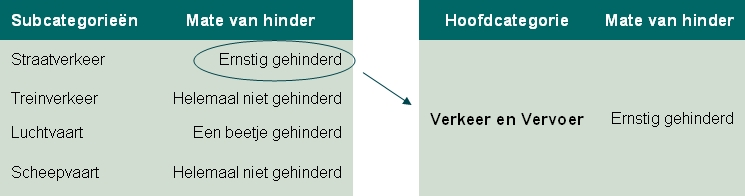 Subcategorieën Mate van hinder
Straatverkeer Ernstig gehinderd
Treinverkeer Helemaal niet gehinderd
Luchtvaart Een beetje gehinderd
Scheepvaart Helemaal niet gehinderd
Hoofdcategorie Mate van hinder
Verkeer en Vervoer Ernstig gehinderd